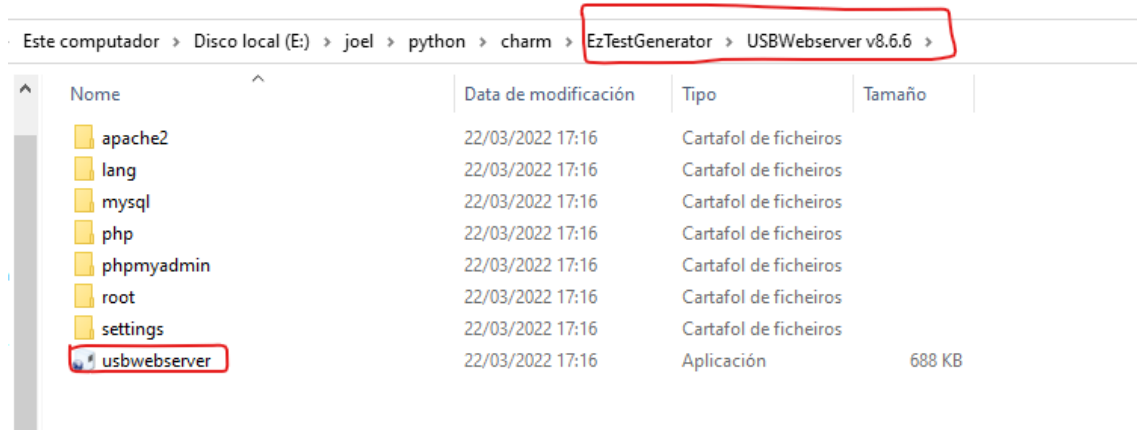 Este computador > Disco local (E:) > joel > python > charm > EzTestGenerator > USBWebserver v8.6.6 >
Nome Data de modificación Tipo Tamaño
apache2 22/03/2022 17:16 Cartafol de ficheiros
lang 22/03/2022 17:16 Cartafol de ficheiros
mysql 22/03/2022 17:16 Cartafol de ficheiros
php 22/03/2022 17:16 Cartafol de ficheiros
phpmyadmin 22/03/2022 17:16 Cartafol de ficheiros
root 22/03/2022 17:16 Cartafol de ficheiros
settings 22/03/2022 17:16 Cartafol de ficheiros
usbwebserver 22/03/2022 17:16 Aplicación 688 KB